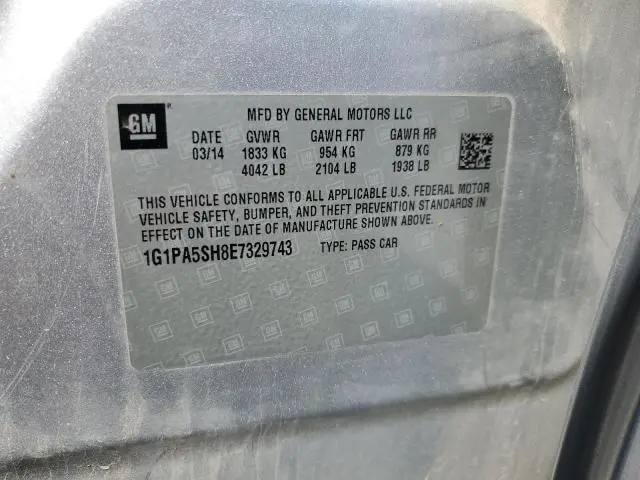 GM
MFD BY GENERAL MOTORS LLC
DATE GVWR GAWR FRT GAWR RR
03/14 1833 KG 954 KG 879 KG
4042 LB 2104 LB 1938 LB
THIS VEHICLE CONFORMS TO ALL APPLICABLE U.S. FEDERAL MOTOR
VEHICLE SAFETY, BUMPER, AND THEFT PREVENTION STANDARDS IN
EFFECT ON THE DATE OF MANUFACTURE SHOWN ABOVE.
1G1PA5SH8E7329743 TYPE: PASS CAR